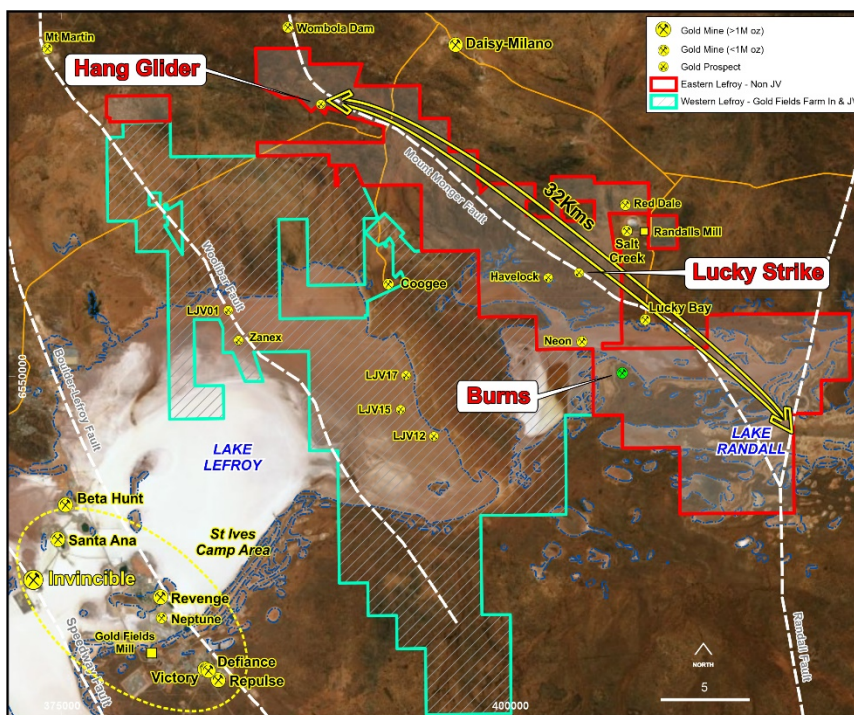 Wombola Dam
Mt Martin
Daisy-Milano
Hang Glider
Gold Mine (>1M oz)
Gold Mine (<1M oz)
Gold Prospect
Eastern Lefroy - Non JV
Western Lefroy - Gold Fields Farm In & JV
Mount Monger Fault
32Kms
Red Dale
Randalls Mill
Salt
Creek
Woolibar Fault
Lucky Strike
Havelock
Coogee
LJV01
Lucky Bay
Zanex
Neon
Boulder-Lefroy Fault
6550000
LJV17
Burns
LJV15
LJV12
LAKE
LEFROY
LAKE
RANDALL
Beta Hunt
St Ives
Camp Area
Santa Ana
Invincible
Revenge
Neptune
Gold Fields
Mill
Speedway Fault
Defiance
Victory
Repulse
Randall Fault
NORTH
5
375000
400000